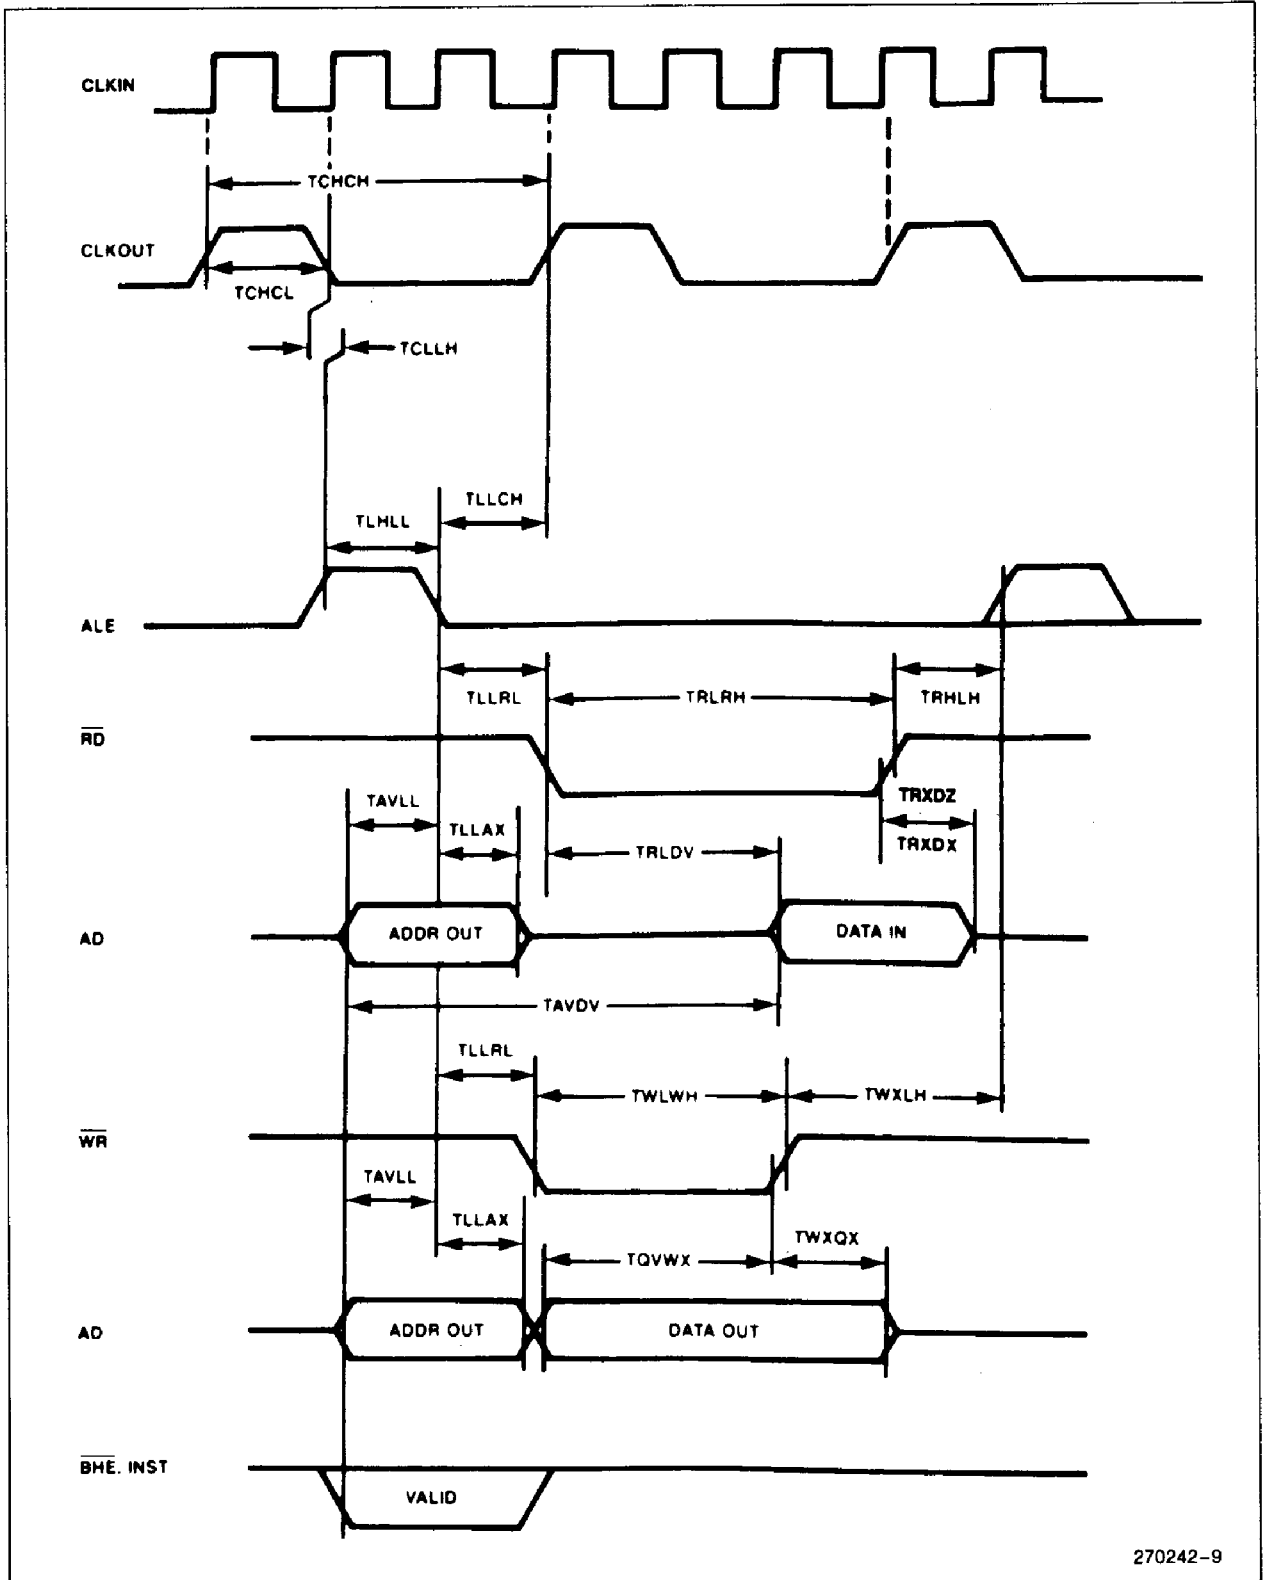 CLKIN
TCHCH
CLKOUT
TCHCL
TCLLH
TLLCH
TLHLL
ALE
TLLRL
TRLRH
TRHLH
RD
TAVLL
TRXDZ
TLLAX
TRLDV
TRXDX
AD
ADDR OUT
DATA IN
TAVDV
TLLRL
TWLWH
TWXLH
WR
TAVLL
TLLAX
TWXQX
TQVWX
AD
ADDR OUT
DATA OUT
BHE. INST
VALID
270242-9